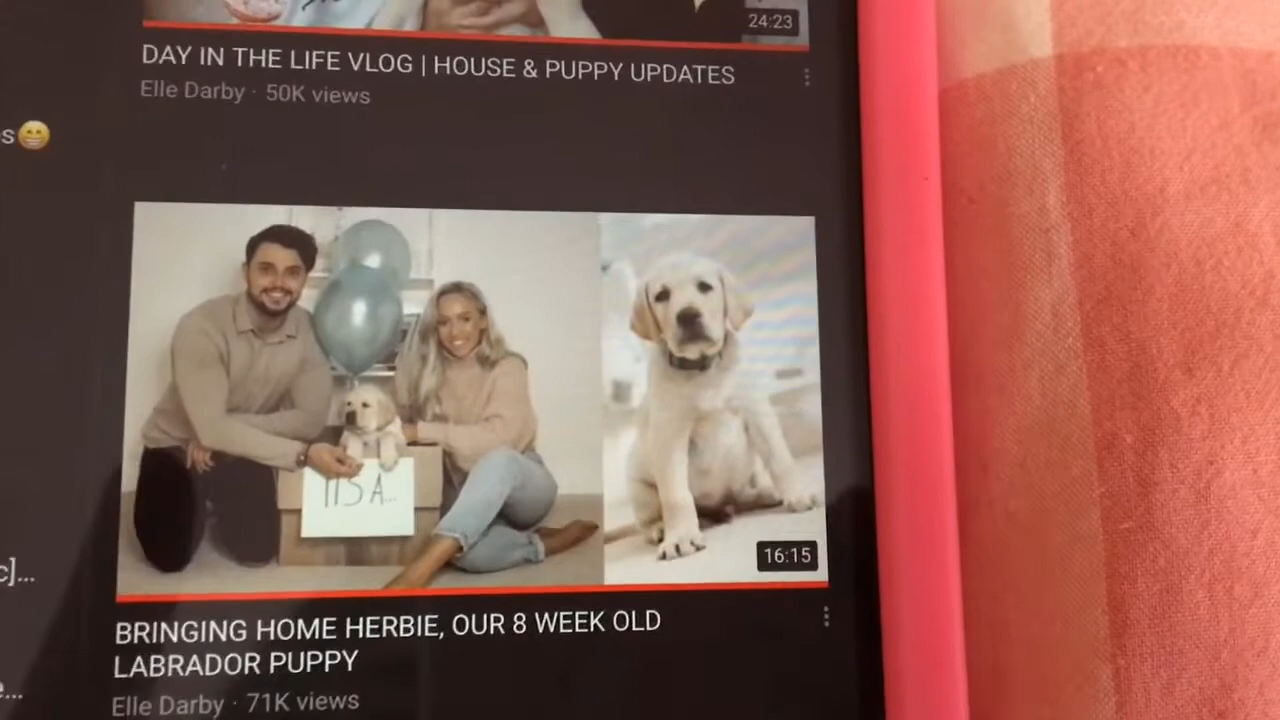 24:23
DAY IN THE LIFE VLOG | HOUSE & PUPPY UPDATES
Elle Darby · 50K views
s😁
IT'S A...
16:15
c]...
BRINGING HOME HERBIE, OUR 8 WEEK OLD
LABRADOR PUPPY
e...
Elle Darby · 71K views